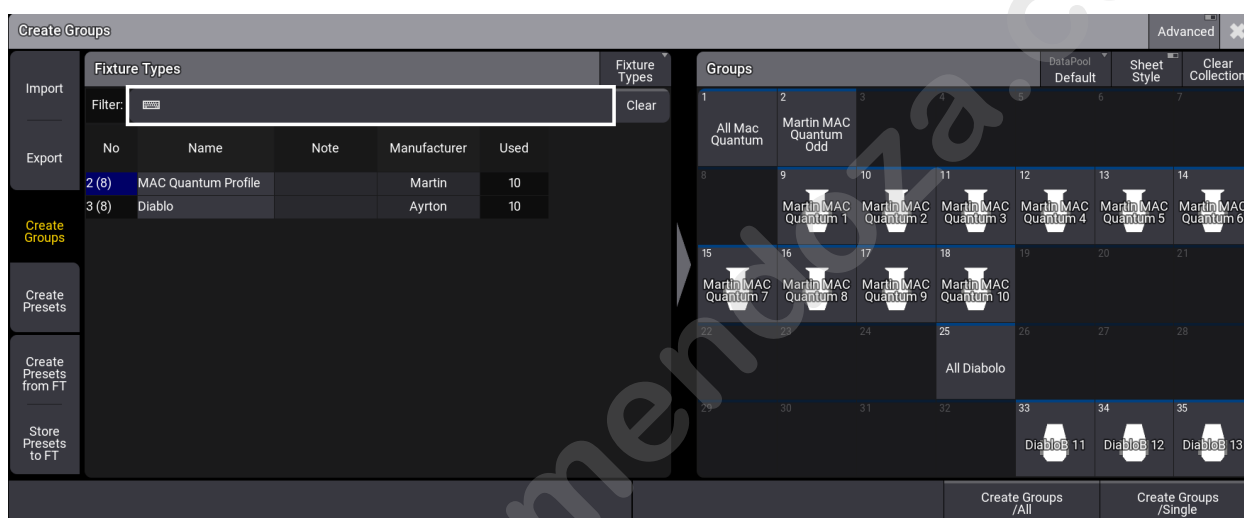 Create Groups
Advanced
Import
Export
Create
Groups
Create
Presets
Create
Presets
from FT
Store
Presets
to FT
Fixture Types
Fixture
Types
Filter:
Clear
No Name Note Manufacturer Used
2 (8) MAC Quantum Profile Martin 10
3 (8) Diablo Ayrton 10
Groups
DataPool
Default
Sheet
Style
Clear
Collection
1 2 3 4 5 6 7
All Mac
Quantum
Martin MAC
Quantum
Odd
8 9 10 11 12 13 14
Martin MAC
Quantum 1
Martin MAC
Quantum 2
Martin MAC
Quantum 3
Martin MAC
Quantum 4
Martin MAC
Quantum 5
Martin MAC
Quantum 6
15 16 17 18 19 20 21
Martin MAC
Quantum 7
Martin MAC
Quantum 8
Martin MAC
Quantum 9
Martin MAC
Quantum 10
22 23 24 25 26 27 28
All Diabolo
29 30 31 32 33 34 35
DiabloB 11
DiabloB 12
DiabloB 13
Create Groups
/All
Create Groups
/Single
mendoza.c